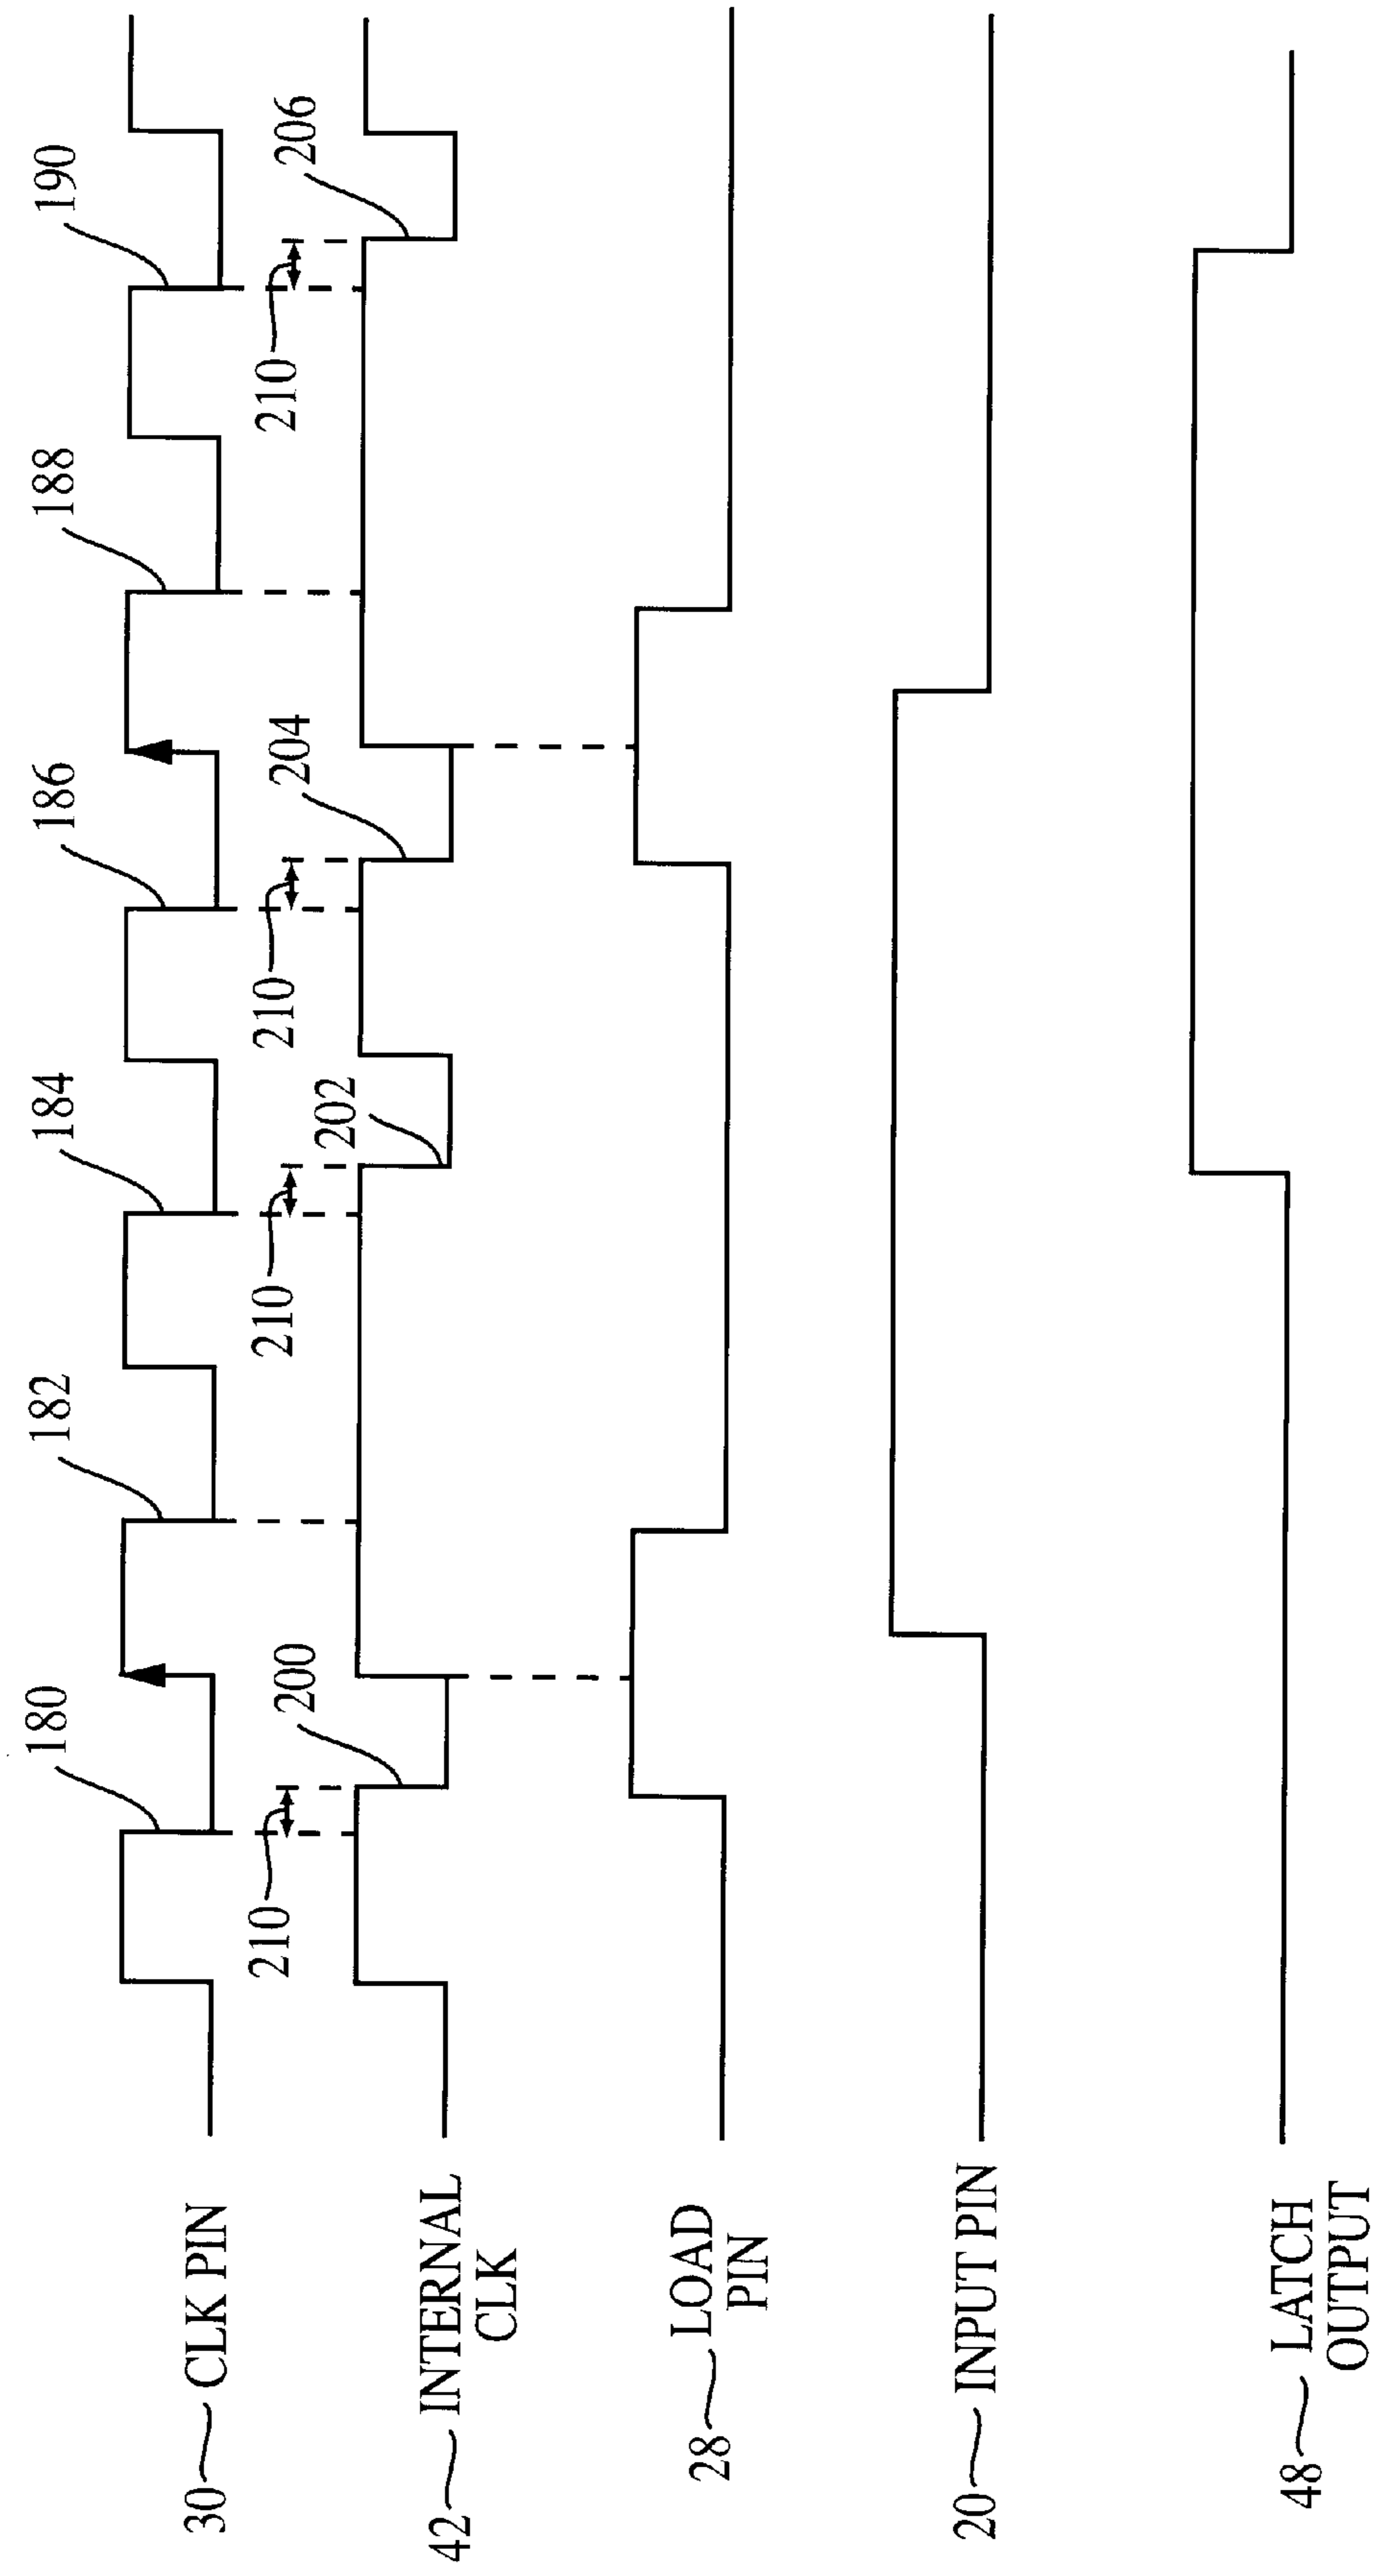 30 CLK PIN
180
182
184
186
188
190
42 INTERNAL
CLK
210
200
210
202
210
204
210
206
28 LOAD
PIN
20 INPUT PIN
48 LATCH
OUTPUT